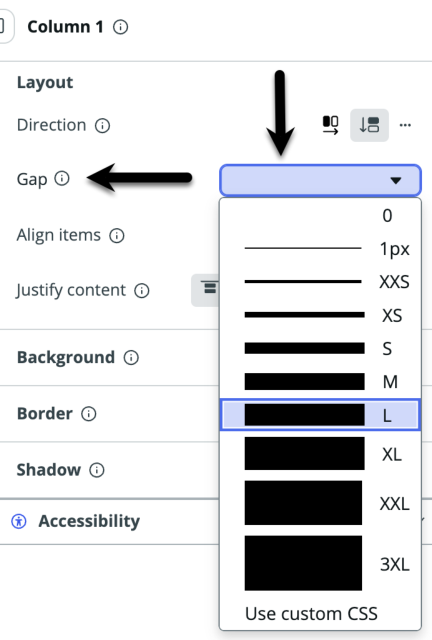 Column 1
Layout
Direction
Gap
0
1px
Align items
XXS
Justify content
XS
S
Background
M
Border
L
XL
Shadow
XXL
Accessibility
3XL
Use custom CSS